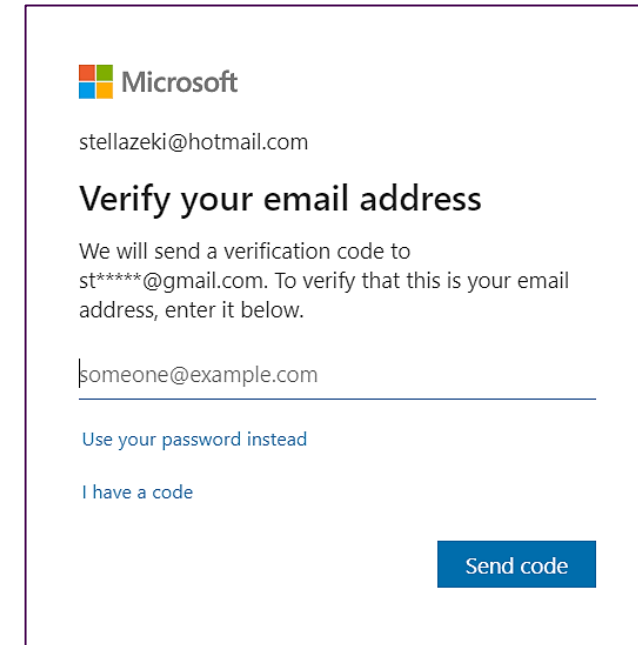 Microsoft
stellazeki@hotmail.com
Verify your email address
We will send a verification code to
st*****@gmail.com. To verify that this is your email
address, enter it below.
someone@example.com
Use your password instead
I have a code
Send code